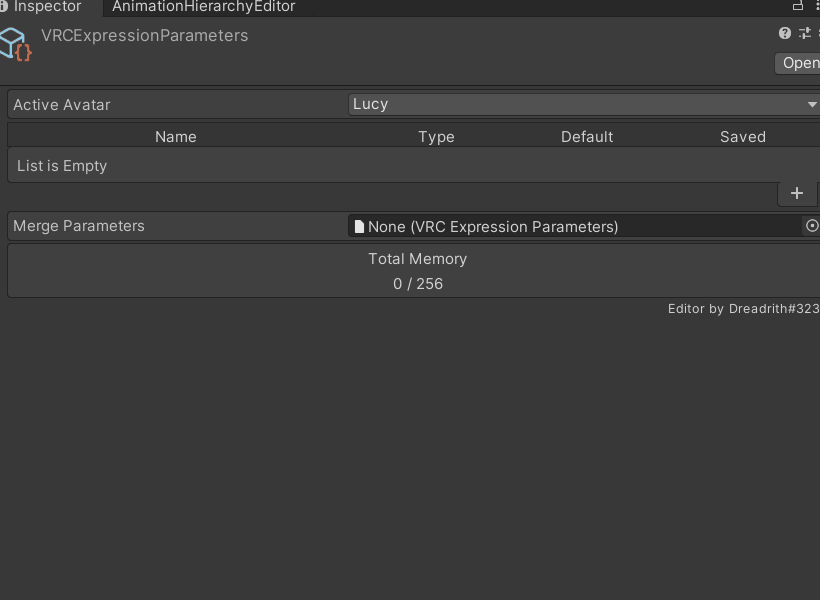 Inspector AnimationHierarchyEditor
VRCExpressionParameters
Open
Active Avatar Lucy
Name Type Default Saved
List is Empty
+
Merge Parameters None (VRC Expression Parameters)
Total Memory
0 / 256
Editor by Dreadrith#323